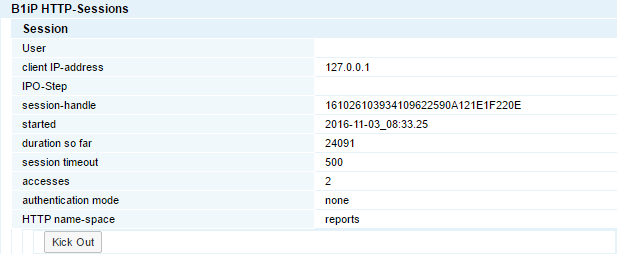 B1iP HTTP-Sessions
Session
User
client IP-address 127.0.0.1
IPO-Step
session-handle 161026103934109622590A121E1F220E
started 2016-11-03_08:33.25
duration so far 24091
session timeout 500
accesses 2
authentication mode none
HTTP name-space reports
Kick Out